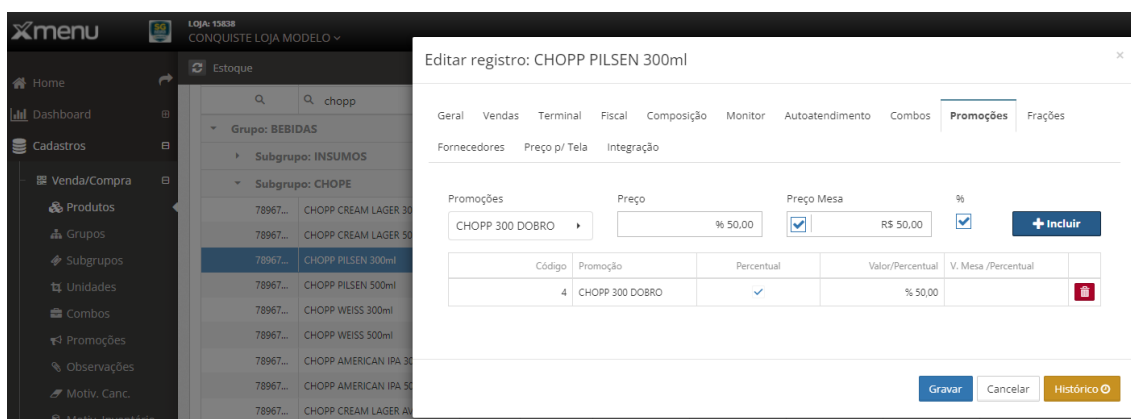 xmenu
LOJA: 15838
CONQUISTE LOJA MODELO
Estoque
Home
Dashboard
Cadastros
Venda/Compra
Produtos
Grupos
Subgrupos
Unidades
Combos
Promoções
Observações
Motiv. Canc.
Motiv. Inventário
chopp
Grupo: BEBIDAS
Subgrupo: INSUMOS
Subgrupo: CHOPE
78967... CHOPP CREAM LAGER 30
78967... CHOPP CREAM LAGER 50
78967... CHOPP PILSEN 300ml
78967... CHOPP PILSEN 500ml
78967... CHOPP WEISS 300ml
78967... CHOPP WEISS 500ml
78967... CHOPP AMERICAN IPA 30
78967... CHOPP AMERICAN IPA 50
78967... CHOPP CREAM LAGER AV
Editar registro: CHOPP PILSEN 300ml ×
Geral Vendas Terminal Fiscal Composição Monitor Autoatendimento Combos Promoções Frações
Fornecedores Preço p/ Tela Integração
Promoções Preço Preço Mesa %
CHOPP 300 DOBRO % 50,00 R$ 50,00 + Incluir
Código Promoção Percentual Valor/Percentual V. Mesa /Percentual
4 CHOPP 300 DOBRO % 50,00
Gravar Cancelar Histórico